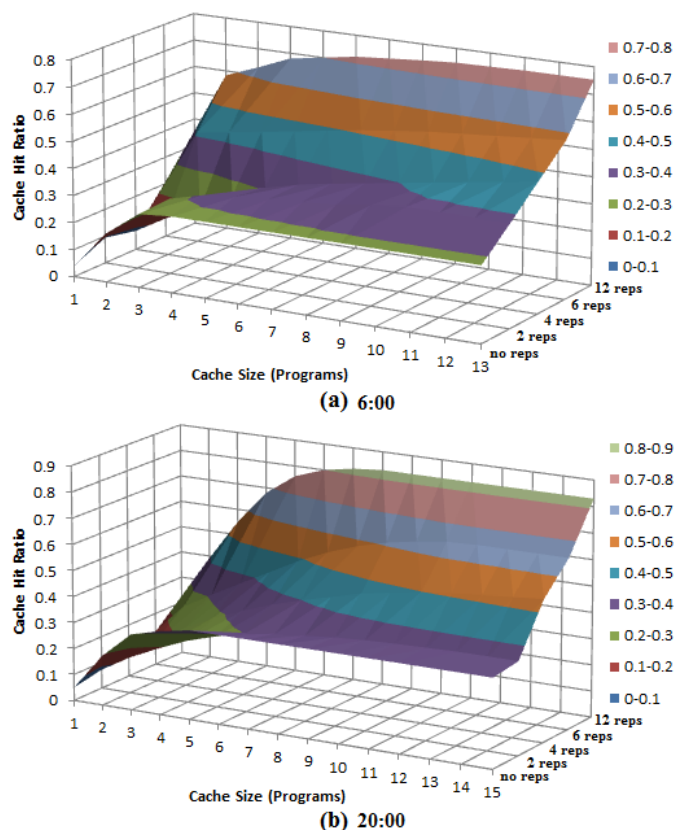 0.8
0.7
0.6
0.5
0.4
0.3
0.2
0.1
0
Cache Hit Ratio
1 2 3 4 5 6 7 8 9 10 11 12 13
Cache Size (Programs)
no reps
2 reps
4 reps
6 reps
12 reps
0.7-0.8
0.6-0.7
0.5-0.6
0.4-0.5
0.3-0.4
0.2-0.3
0.1-0.2
0-0.1
(a) 6:00
0.9
0.8
0.7
0.6
0.5
0.4
0.3
0.2
0.1
0
Cache Hit Ratio
1 2 3 4 5 6 7 8 9 10 11 12 13 14 15
Cache Size (Programs)
no reps
2 reps
4 reps
6 reps
12 reps
0.8-0.9
0.7-0.8
0.6-0.7
0.5-0.6
0.4-0.5
0.3-0.4
0.2-0.3
0.1-0.2
0-0.1
(b) 20:00